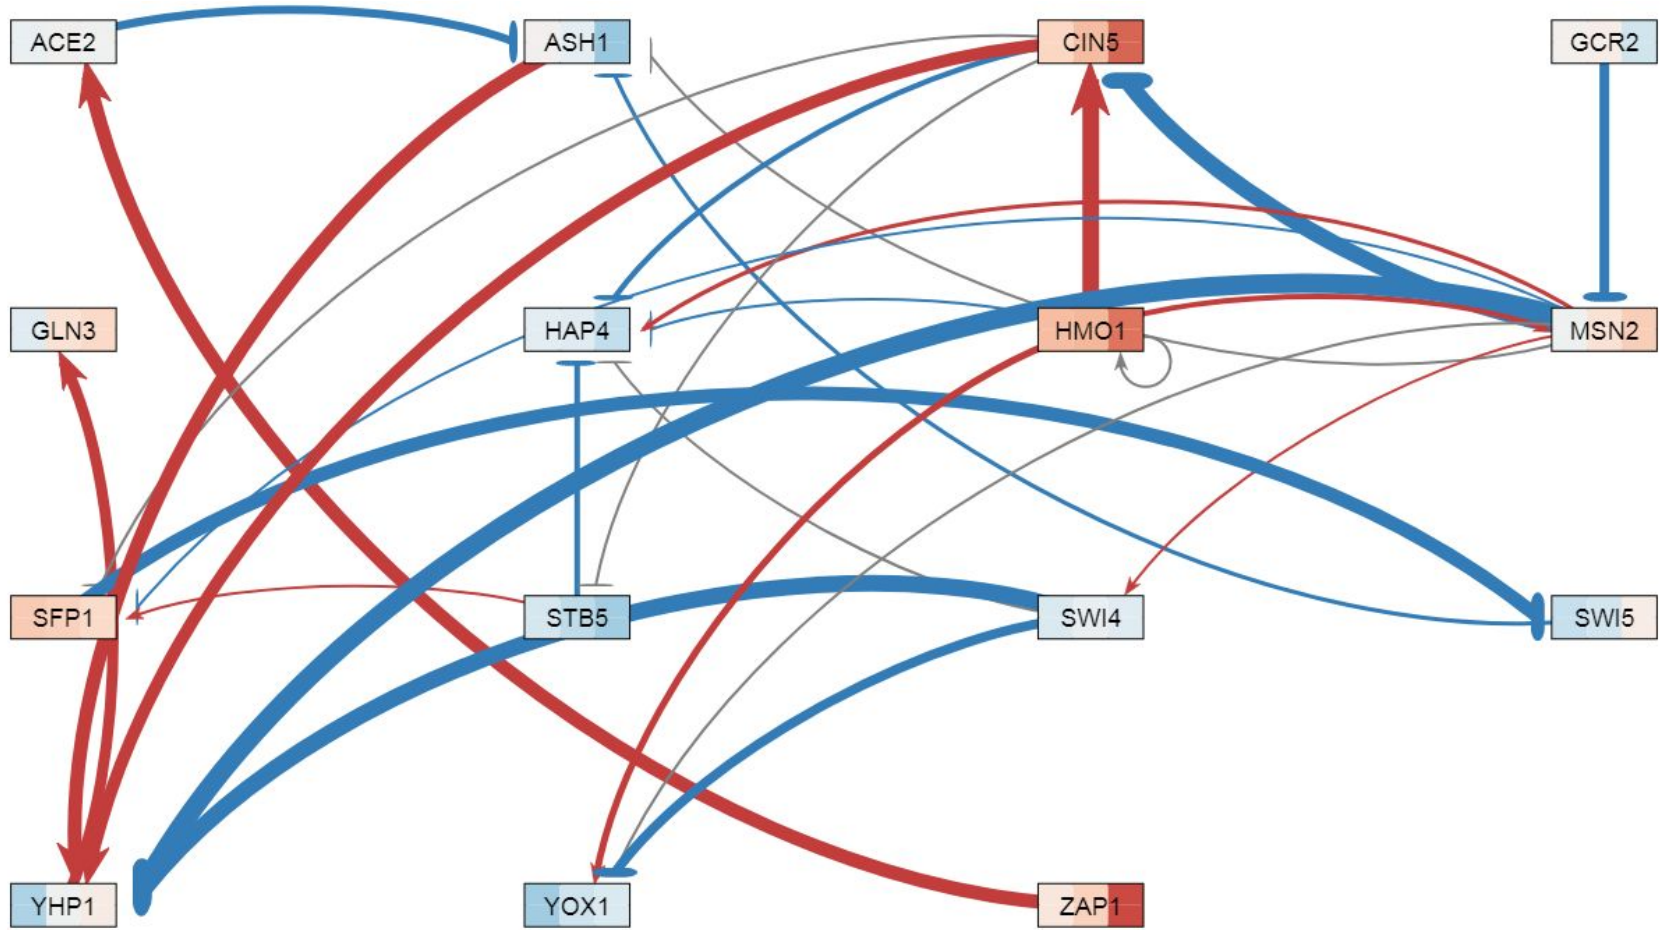 ACE2
ASH1
CIN5
GCR2
GLN3
HAP4
HMO1
MSN2
SFP1
STB5
SWI4
SWI5
YHP1
YOX1
ZAP1